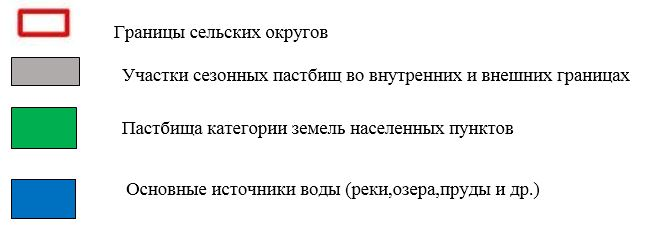 Границы сельских округов
Участки сезонных пастбищ во внутренних и внешних границах
Пастбища категории земель населенных пунктов
Основные источники воды (реки,озера,пруды и др.)